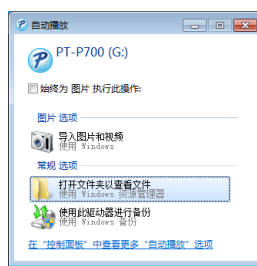 自动播放
PT-P700 (G:)
始终为 图片 执行此操作:
图片 选项
导入图片和视频
使用 Windows
常规 选项
打开文件夹以查看文件
使用 Windows 资源管理器
使用此驱动器进行备份
使用 Windows 备份
在“控制面板”中查看更多“自动播放”选项